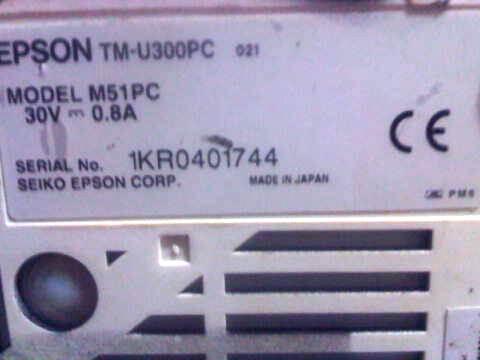 EPSON TM-U300PC 021
MODEL M51PC
30V ⎓ 0.8A
CE
SERIAL No. 1KR0401744
SEIKO EPSON CORP. MADE IN JAPAN